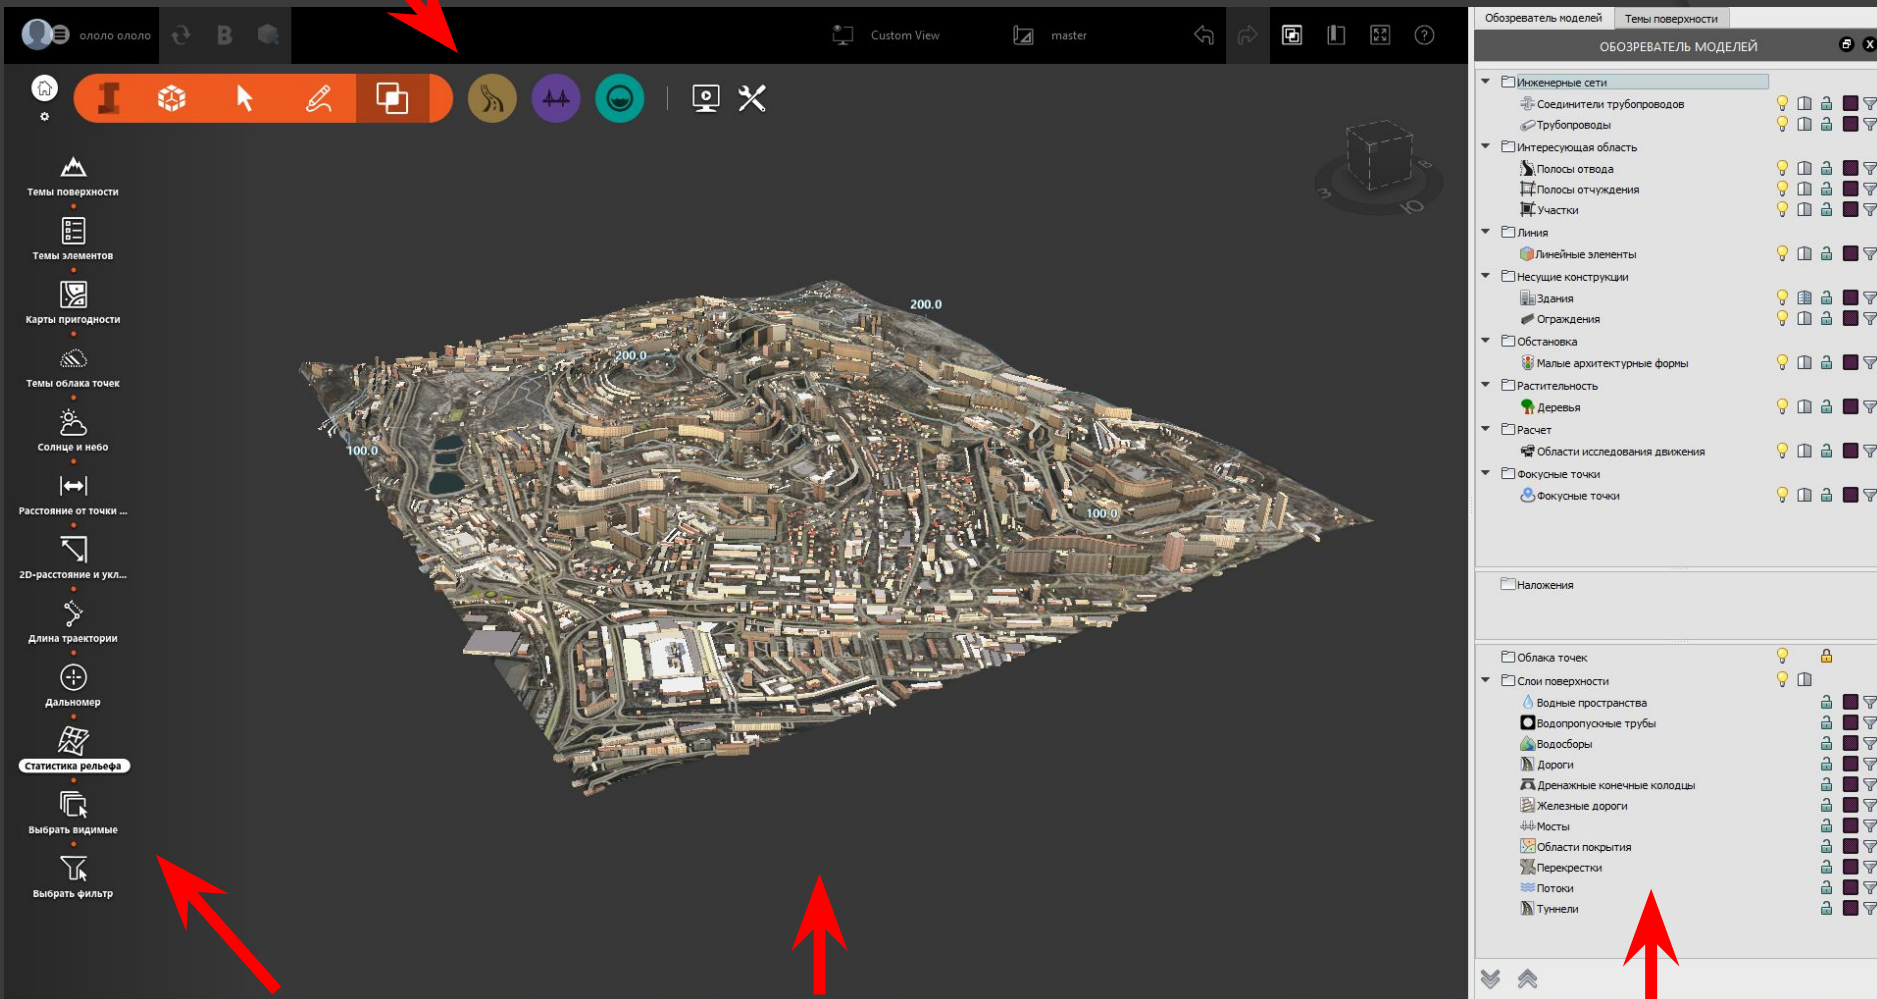 ололо ололо
B
Custom View
master
?
Темы поверхности
Темы элементов
Карты пригодности
Темы облака точек
Солнце и небо
Расстояние от точки ...
2D-расстояние и укл...
Длина траектории
Дальномер
Статистика рельефа
Выбрать видимые
Выбрать фильтр
200.0
200.0
100.0
100.0
В
З
Ю
Обозреватель моделей Темы поверхности
ОБОЗРЕВАТЕЛЬ МОДЕЛЕЙ
Инженерные сети
Соединители трубопроводов
Трубопроводы
Интересующая область
Полосы отвода
Полосы отчуждения
Участки
Линия
Линейные элементы
Несущие конструкции
Здания
Ограждения
Обстановка
Малые архитектурные формы
Растительность
Деревья
Расчет
Области исследования движения
Фокусные точки
Фокусные точки
Наложения
Облака точек
Слои поверхности
Водные пространства
Водопропускные трубы
Водосборы
Дороги
Дренажные конечные колодцы
Железные дороги
Мосты
Области покрытия
Перекрестки
Потоки
Туннели